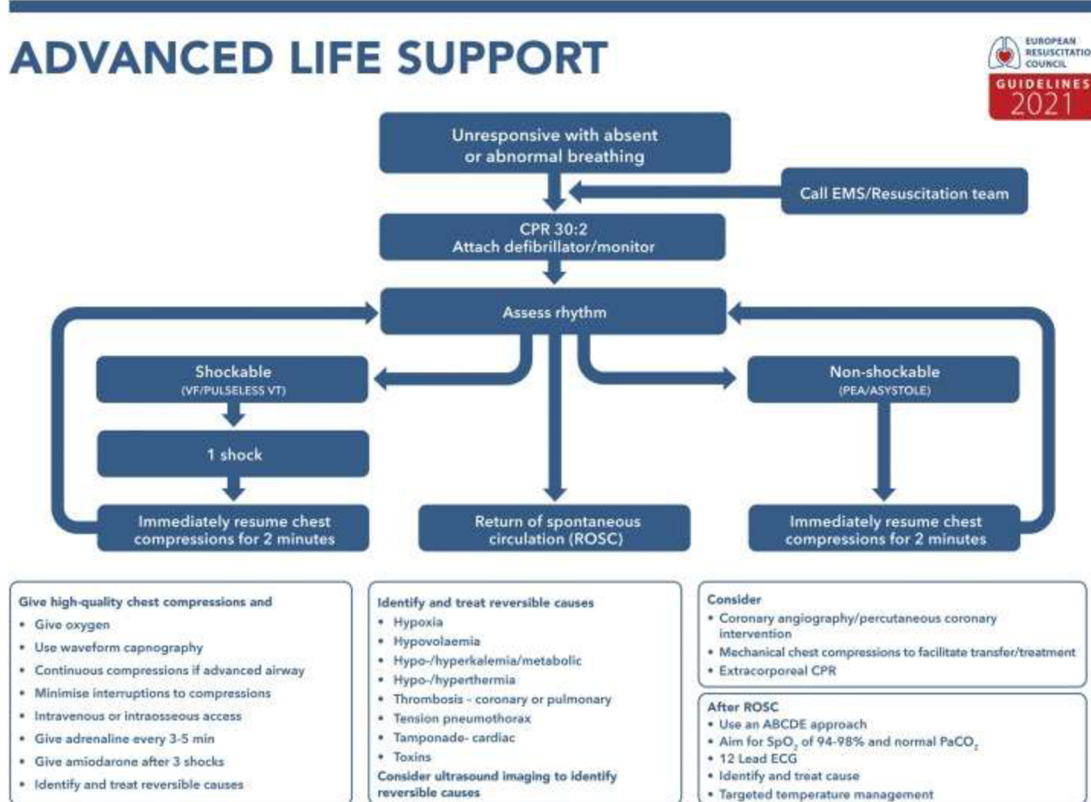 ADVANCED LIFE SUPPORT
EUROPEAN
RESUSCITATIO
COUNCIL
GUIDELINES
2021
Unresponsive with absent
or abnormal breathing
Call EMS/Resuscitation team
CPR 30:2
Attach defibrillator/monitor
Assess rhythm
Shockable
(VF/PULSELESS VT)
Non-shockable
(PEA/ASYSTOLE)
1 shock
Immediately resume chest
compressions for 2 minutes
Return of spontaneous
circulation (ROSC)
Immediately resume chest
compressions for 2 minutes
Give high-quality chest compressions and
• Give oxygen
• Use waveform capnography
• Continuous compressions if advanced airway
• Minimise interruptions to compressions
• Intravenous or intraosseous access
• Give adrenaline every 3-5 min
• Give amiodarone after 3 shocks
• Identify and treat reversible causes
Identify and treat reversible causes
• Hypoxia
• Hypovolaemia
• Hypo-/hyperkalemia/metabolic
• Hypo-/hyperthermia
• Thrombosis – coronary or pulmonary
• Tension pneumothorax
• Tamponade- cardiac
• Toxins
Consider ultrasound imaging to identify
reversible causes
Consider
• Coronary angiography/percutaneous coronary
intervention
• Mechanical chest compressions to facilitate transfer/treatment
• Extracorporeal CPR
After ROSC
• Use an ABCDE approach
• Aim for SpO₂ of 94-98% and normal PaCO₂
• 12 Lead ECG
• Identify and treat cause
• Targeted temperature management